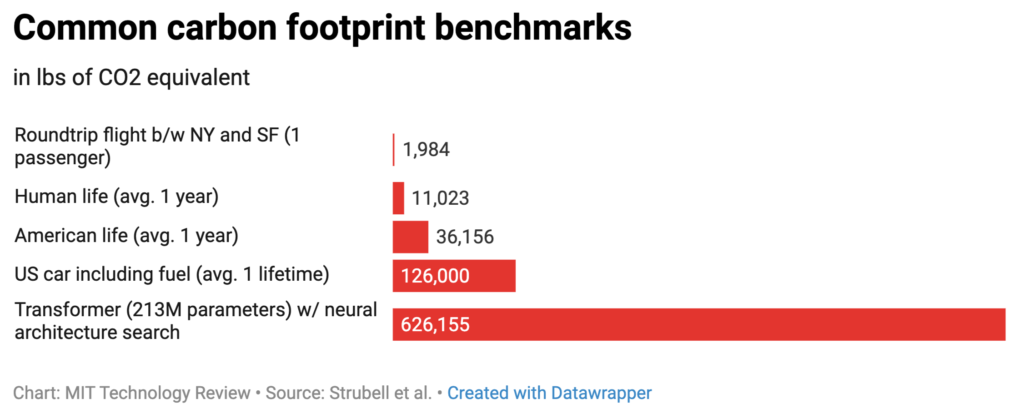 Common carbon footprint benchmarks
in lbs of CO2 equivalent
Roundtrip flight b/w NY and SF (1
passenger)
1,984
Human life (avg. 1 year)
11,023
American life (avg. 1 year)
36,156
US car including fuel (avg. 1 lifetime)
126,000
Transformer (213M parameters) w/ neural
architecture search
626,155
Chart: MIT Technology Review • Source: Strubell et al. • Created with Datawrapper